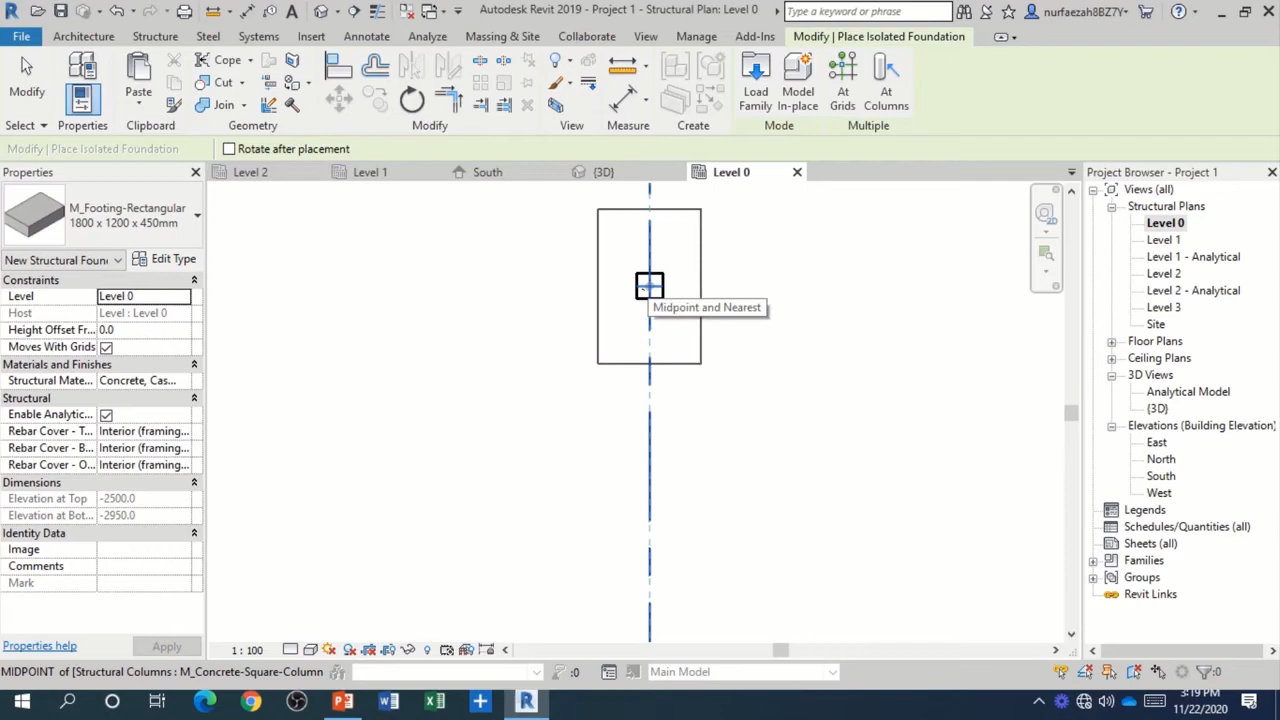 Autodesk Revit 2019 - Project 1 - Structural Plan: Level 0
Type a keyword or phrase
nurfaezah8BZ7Y
File Architecture Structure Steel Systems Insert Annotate Analyze Massing & Site Collaborate View Manage Add-Ins Modify | Place Isolated Foundation
Modify
Paste
Cope
Cut
Join
Load Family
Model In-place
At Grids
At Columns
Select Properties Clipboard Geometry Modify View Measure Create Mode Multiple
Modify | Place Isolated Foundation
Rotate after placement
Properties
M_Footing-Rectangular
1800 x 1200 x 450mm
New Structural Foun
Edit Type
Constraints
Level Level 0
Host Level : Level 0
Height Offset Fr... 0.0
Moves With Grids
Materials and Finishes
Structural Mate... Concrete, Cas...
Structural
Enable Analytic...
Rebar Cover - T... Interior (framing...
Rebar Cover - B... Interior (framing...
Rebar Cover - O... Interior (framing...
Dimensions
Elevation at Top -2500.0
Elevation at Bot... -2950.0
Identity Data
Image
Comments
Mark
Properties help
Apply
Level 2 Level 1 South {3D} Level 0
Midpoint and Nearest
2D
Project Browser - Project 1
Views (all)
Structural Plans
Level 0
Level 1
Level 1 - Analytical
Level 2
Level 2 - Analytical
Level 3
Site
Floor Plans
Ceiling Plans
3D Views
Analytical Model
{3D}
Elevations (Building Elevation)
East
North
South
West
Legends
Schedules/Quantities (all)
Sheets (all)
Families
Groups
Revit Links
1 : 100
MIDPOINT of [Structural Columns : M_Concrete-Square-Column
:0
Main Model
:0
3:19 PM
11/22/2020